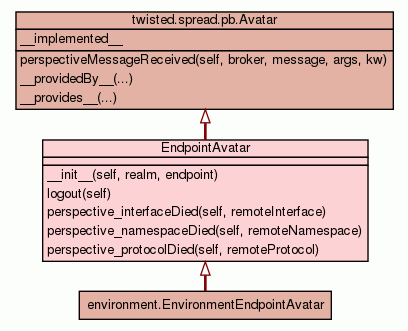 twisted.spread.pb.Avatar
__implemented__
perspectiveMessageReceived(self, broker, message, args, kw)
__providedBy__(...)
__provides__(...)
EndpointAvatar
__init__(self, realm, endpoint)
logout(self)
perspective_interfaceDied(self, remoteInterface)
perspective_namespaceDied(self, remoteNamespace)
perspective_protocolDied(self, remoteProtocol)
environment.EnvironmentEndpointAvatar